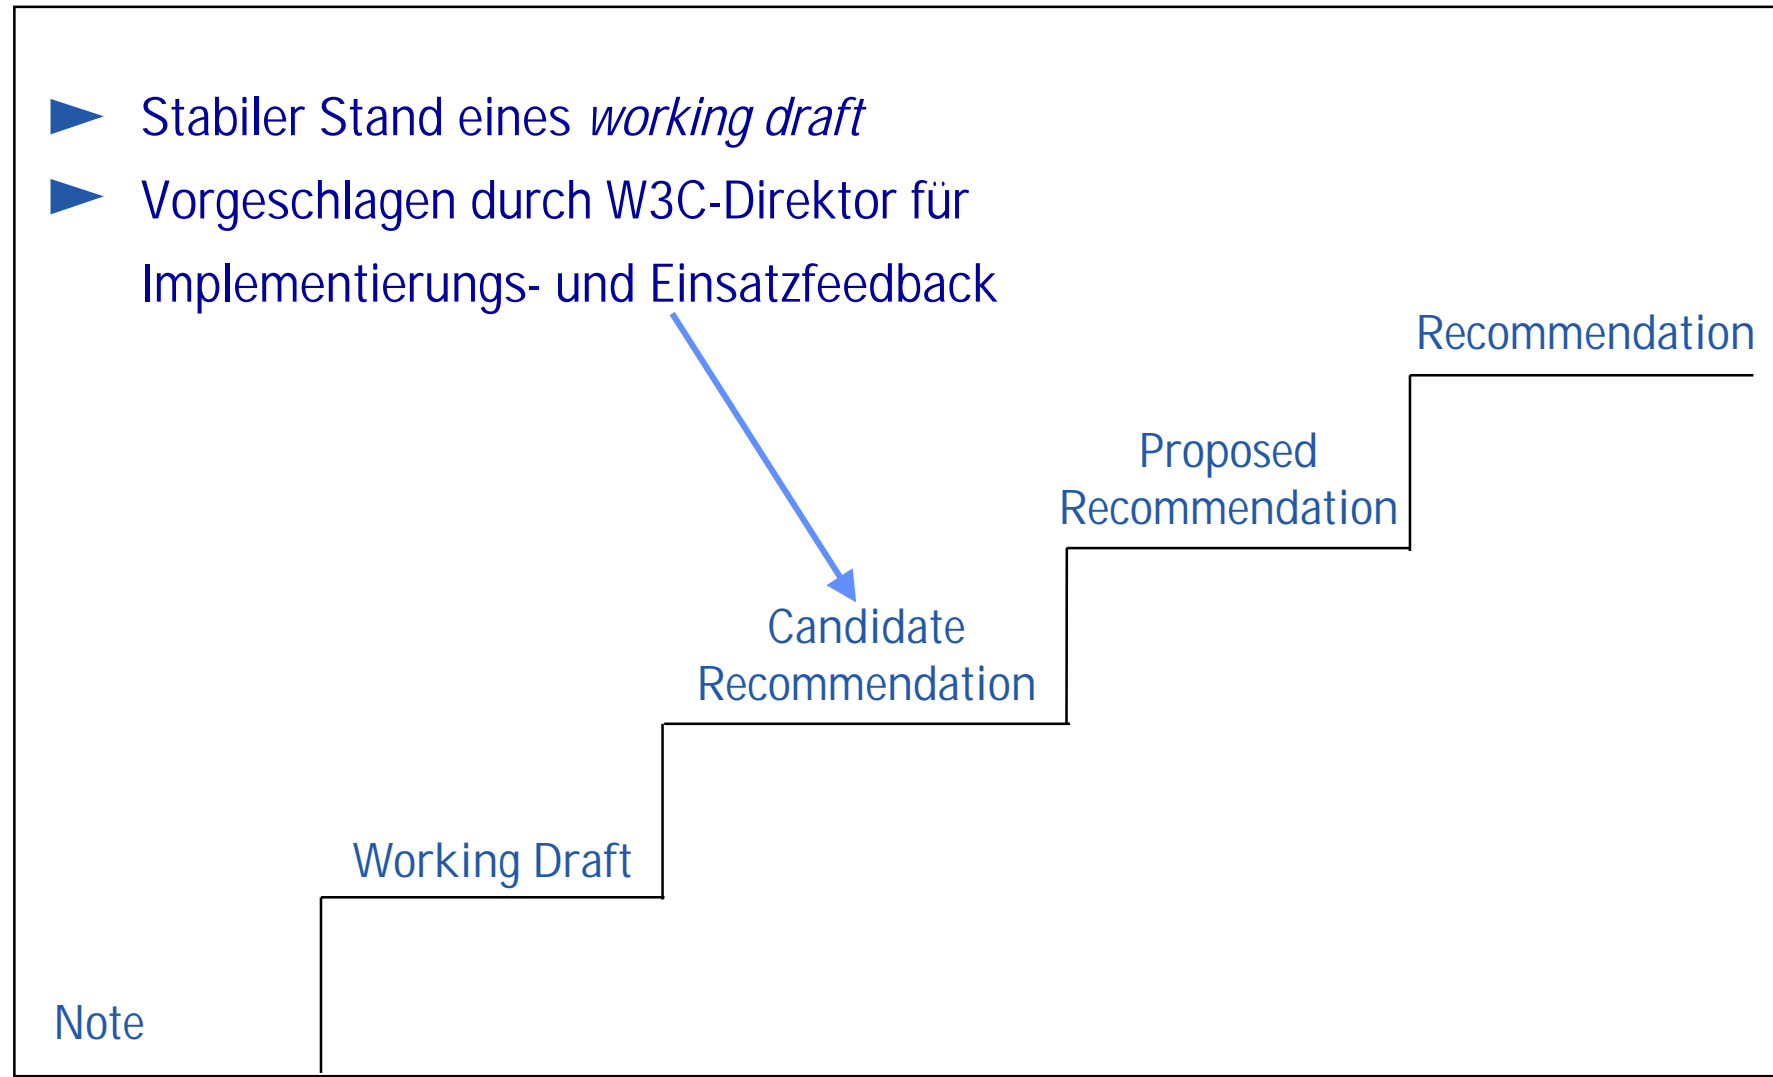 Stabiler Stand eines working draft
Vorgeschlagen durch W3C-Direktor für
Implementierungs- und Einsatzfeedback
Recommendation
Proposed
Recommendation
Candidate
Recommendation
Working Draft
Note